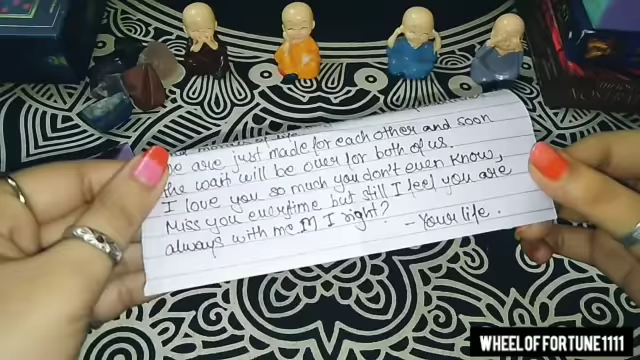 we are just made for each other and soon
the wait will be over for both of us.
I love you so much you don't even know,
Miss you everytime but still I feel you are
always with me M I right?
- Your life.
WHEEL OF FORTUNE1111